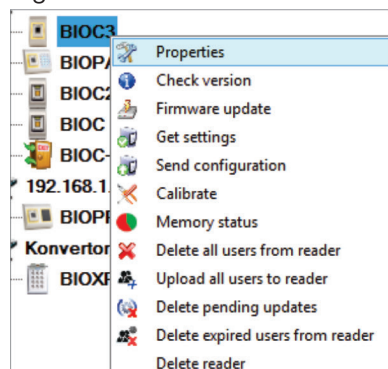 BIOC3
BIOPA
BIOC2
BIOC
BIOC-
192.168.1.
BIOPR
Konvertor
BIOXR
Properties
Check version
Firmware update
Get settings
Send configuration
Calibrate
Memory status
Delete all users from reader
Upload all users to reader
Delete pending updates
Delete expired users from reader
Delete reader